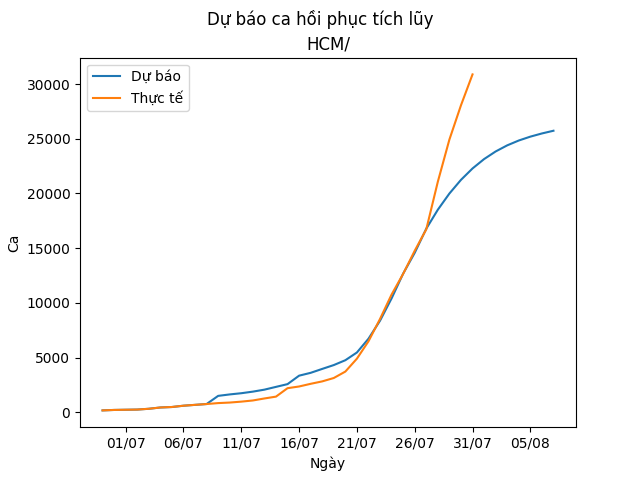 Dự báo ca hồi phục tích lũy
HCM/
Dự báo
Thực tế
30000
25000
20000
15000
10000
5000
0
Ca
01/07 06/07 11/07 16/07 21/07 26/07 31/07 05/08
Ngày